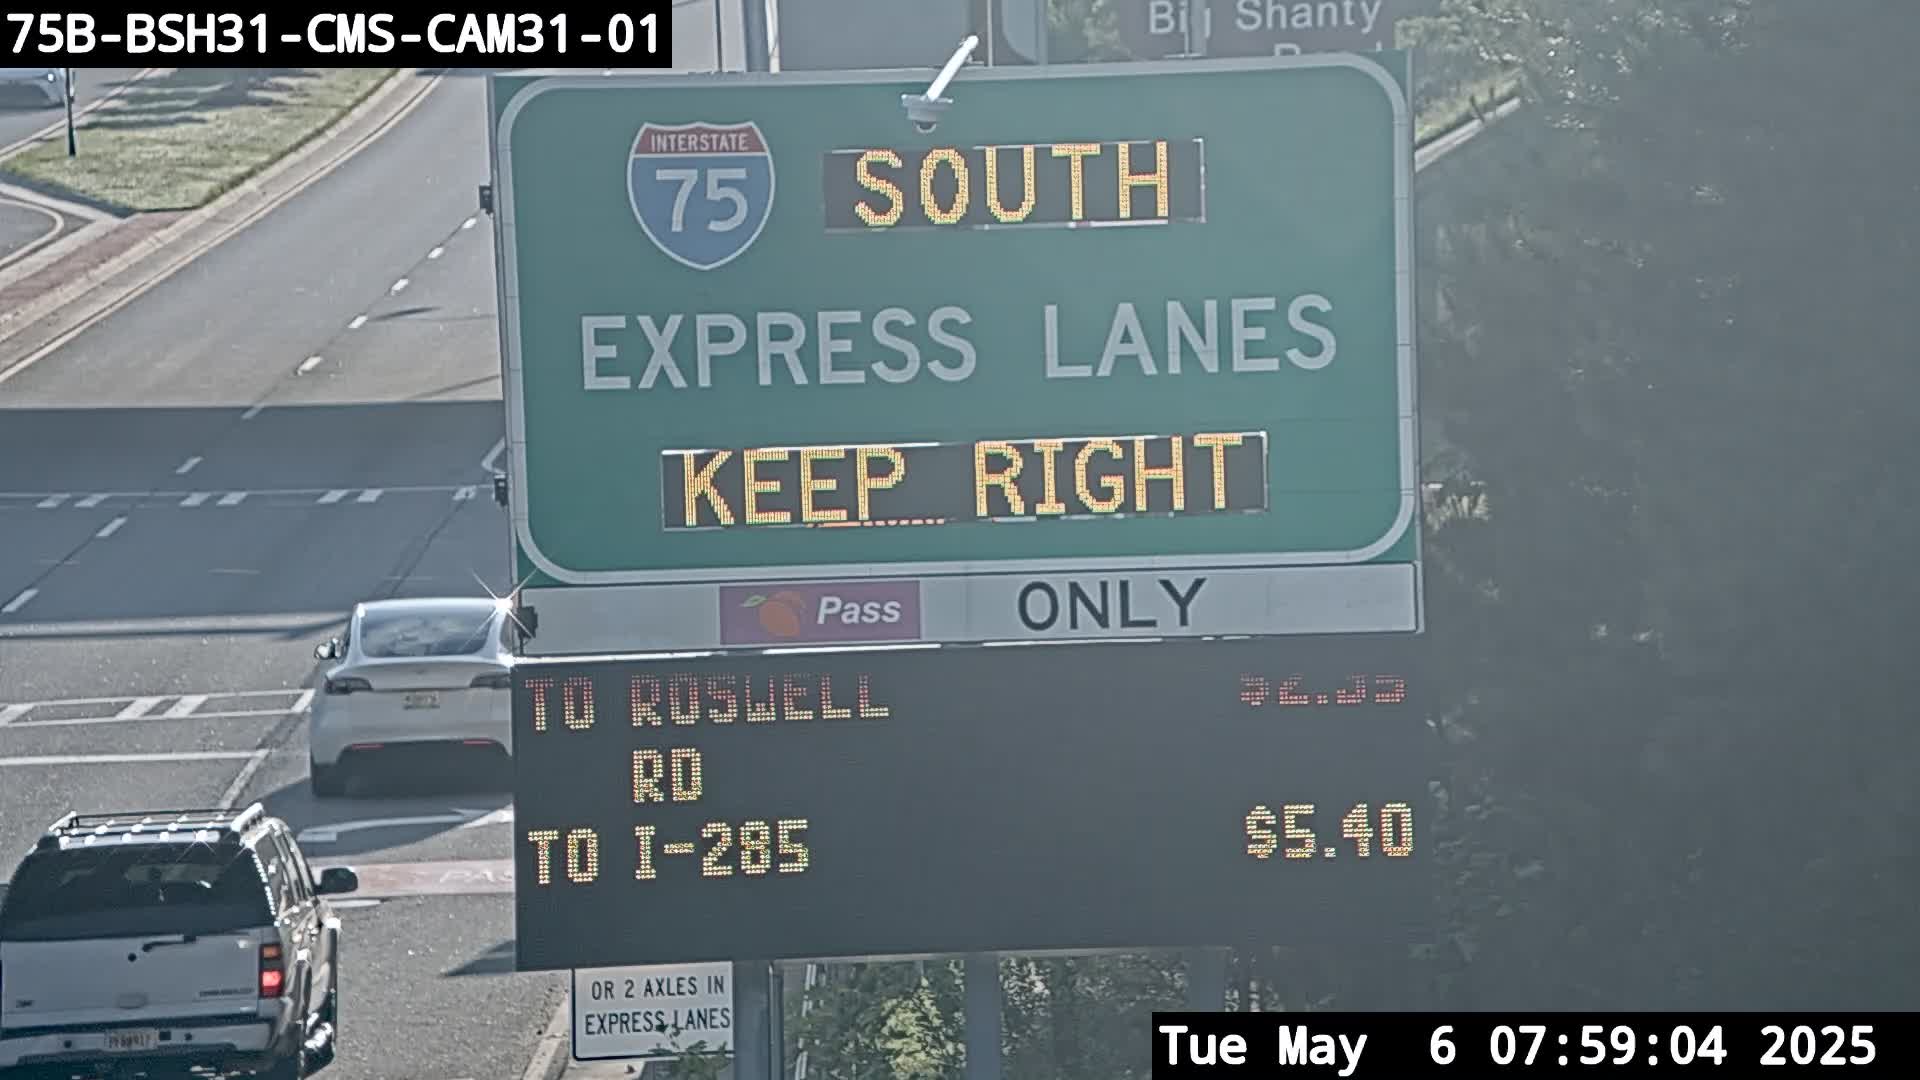 75B-BSH31-CMS-CAM31-01
Big Shanty
INTERSTATE
75
SOUTH
EXPRESS LANES
KEEP RIGHT
Pass
ONLY
TO ROSWELL
RD
TO I-285 $5.40
OR 2 AXLES IN
EXPRESS LANES
Tue May 6 07:59:04 2025